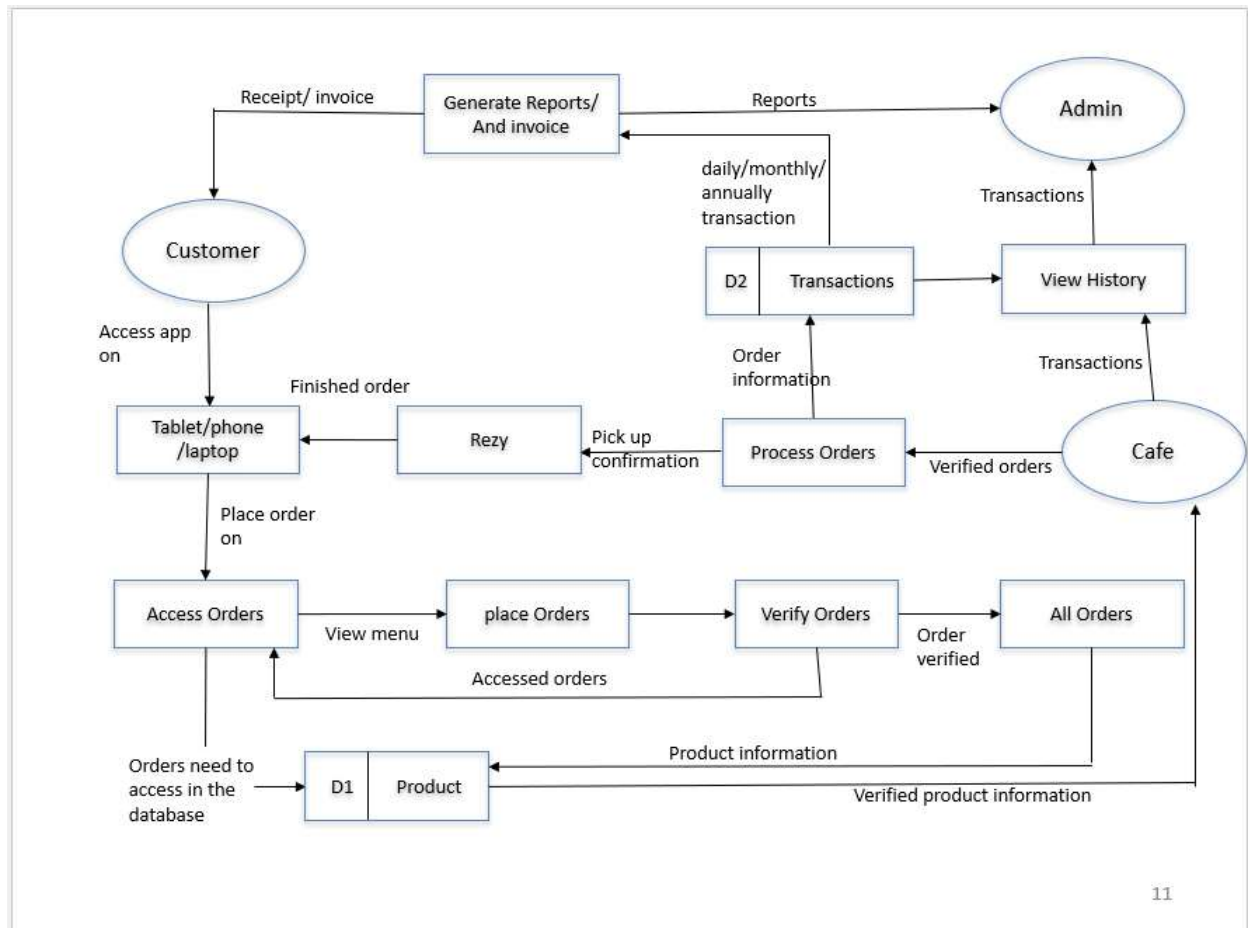 Receipt/ invoice
Generate Reports/
And invoice
Reports
Admin
daily/monthly/
annually
transaction
Transactions
Customer
D2
Transactions
View History
Access app
on
Order
information
Transactions
Finished order
Tablet/phone
/laptop
Rezy
Pick up
confirmation
Process Orders
Verified orders
Cafe
Place order
on
Access Orders
View menu
place Orders
Verify Orders
Order
verified
All Orders
Accessed orders
Orders need to
access in the
database
D1
Product
Product information
Verified product information
11